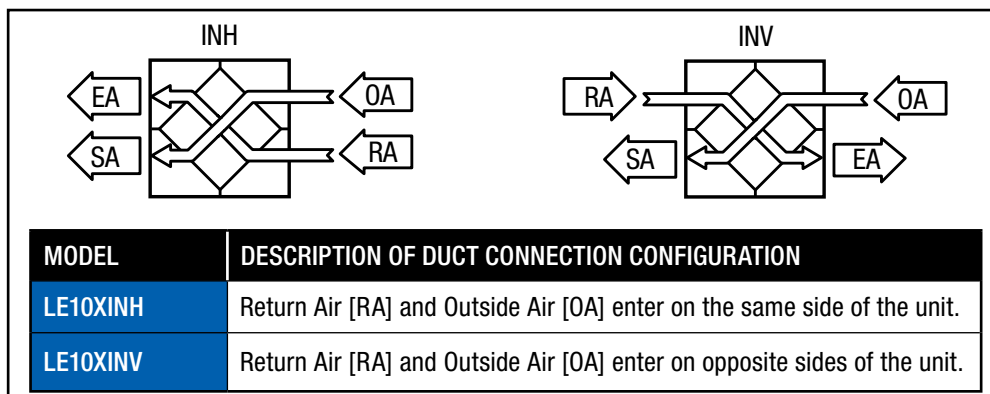 INH
EA
OA
SA
RA
INV
RA
OA
SA
EA
MODEL DESCRIPTION OF DUCT CONNECTION CONFIGURATION
LE10XINH Return Air [RA] and Outside Air [OA] enter on the same side of the unit.
LE10XINV Return Air [RA] and Outside Air [OA] enter on opposite sides of the unit.